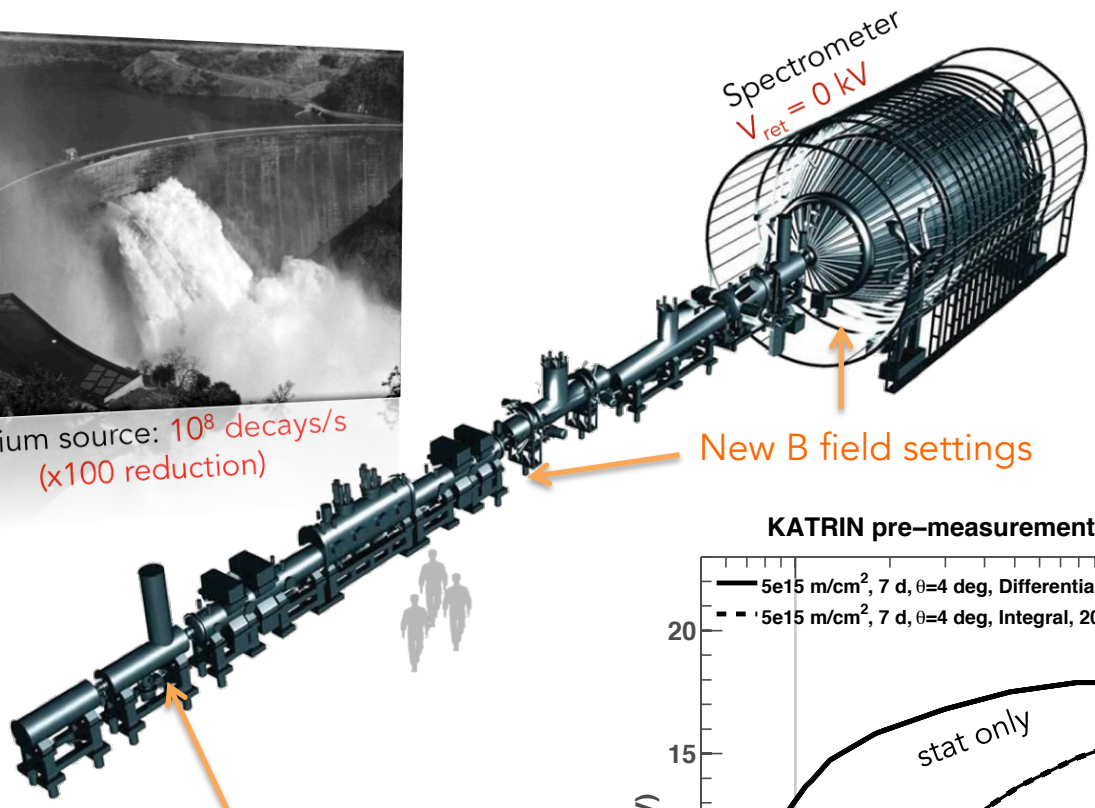 Spectrometer
V ret = 0 kV
ium source: 10⁸ decays/s
(x100 reduction)
New B field settings
KATRIN pre−measurement
5e15 m/cm², 7 d, θ=4 deg, Differentia
5e15 m/cm², 7 d, θ=4 deg, Integral, 20
20
stat only
15